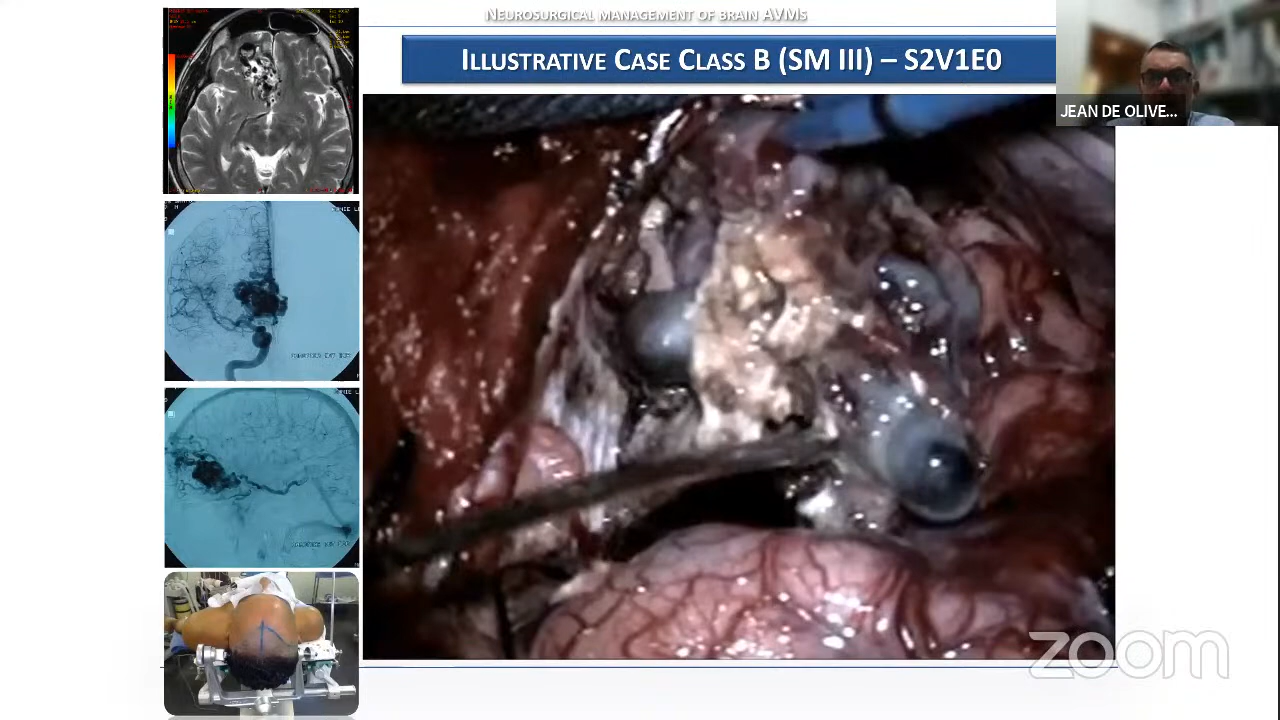 NEUROSURGICAL MANAGEMENT OF BRAIN AVMS
ILLUSTRATIVE CASE CLASS B (SM III) – S2V1E0
JEAN DE OLIVE...
zoom